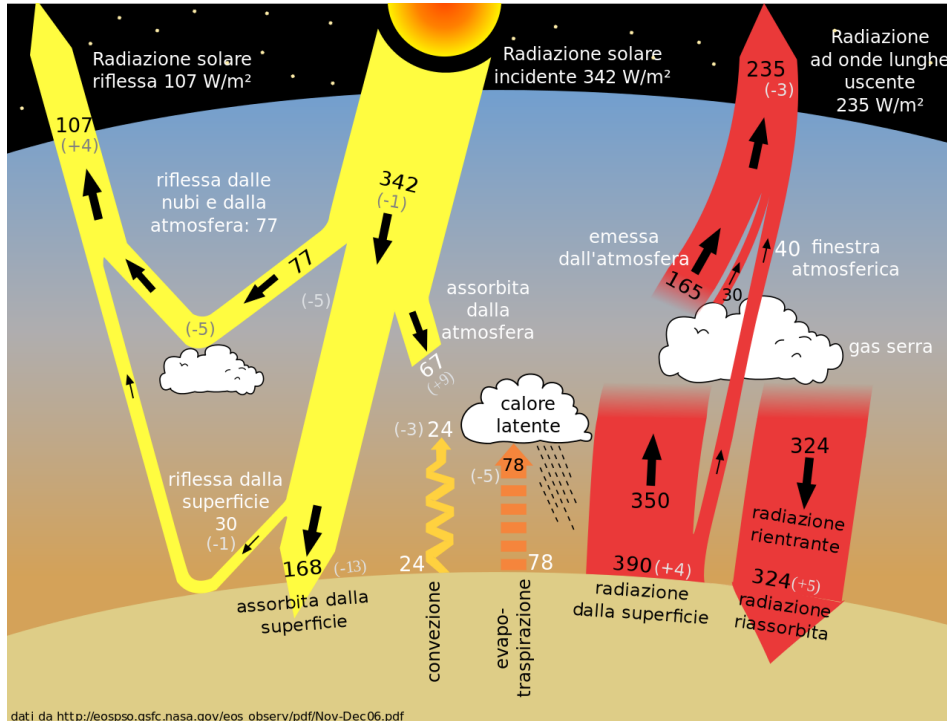 Radiazione solare
riflessa 107 W/m²
Radiazione solare
incidente 342 W/m²
Radiazione
ad onde lunghe
uscente
235 W/m²
235
(-3)
107
(+4)
342
(-1)
riflessa dalle
nubi e dalla
atmosfera: 77
77
(-5)
(-5)
emessa
dall'atmosfera
165
30
40 finestra
atmosferica
assorbita
dalla
atmosfera
67
(+9)
gas serra
calore
latente
(-3) 24
(-5)
78
324
350
radiazione
rientrante
riflessa dalla
superficie
30
(-1)
168 (-13)
assorbita dalla
superficie
24
convezione
78
evapo-
traspirazione
390 (+4)
radiazione
dalla superficie
324 (+5)
radiazione
riassorbita
dati da http://eospso.gsfc.nasa.gov/eos_observ/pdf/Nov-Dec06.pdf